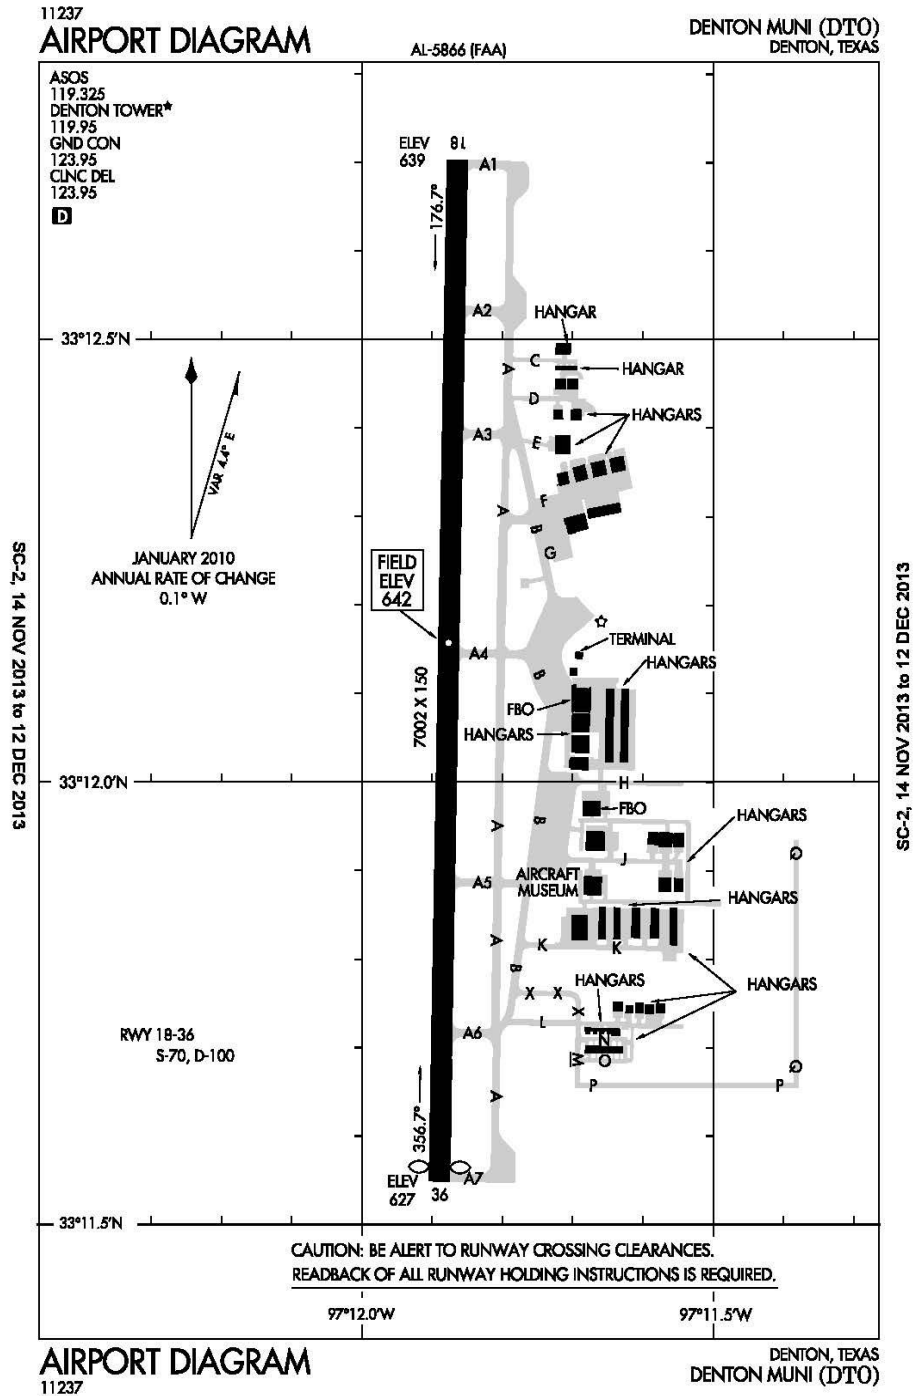 11237
AIRPORT DIAGRAM
AL-5866 (FAA)
DENTON MUNI (DTO)
DENTON, TEXAS
ASOS
119.325
DENTON TOWER★
119.95
GND CON
123.95
CLNC DEL
123.95
D
ELEV
639
18
A1
176.7°
A2
HANGAR
33°12.5'N
C
A
HANGAR
D
HANGARS
A3
E
VAR 4.4° E
F
A
B
G
JANUARY 2010
ANNUAL RATE OF CHANGE
0.1° W
FIELD
ELEV
642
SC-2, 14 NOV 2013 to 12 DEC 2013
SC-2, 14 NOV 2013 to 12 DEC 2013
TERMINAL
A4
HANGARS
B
7002 X 150
FBO
HANGARS
33°12.0'N
H
FBO
A
B
HANGARS
J
Q
A5
AIRCRAFT
MUSEUM
HANGARS
A
K
K
B
HANGARS
HANGARS
X
X
X
L
RWY 18-36
S-70, D-100
A6
N
M
O
Q
P
P
A
356.7°
A7
ELEV
627
36
33°11.5'N
CAUTION: BE ALERT TO RUNWAY CROSSING CLEARANCES.
READBACK OF ALL RUNWAY HOLDING INSTRUCTIONS IS REQUIRED.
97°12.0'W
97°11.5'W
AIRPORT DIAGRAM
11237
DENTON, TEXAS
DENTON MUNI (DTO)